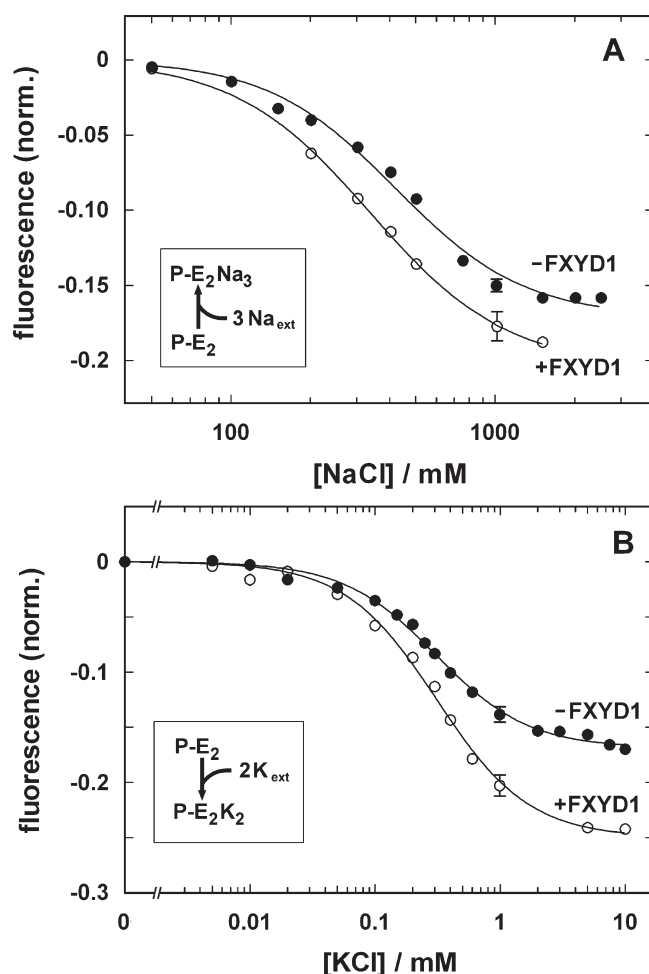 A
0
-0.05
-0.10
-0.15
-0.2
fluorescence (norm.)
–FXYD1
+FXYD1
P-E₂Na₃
3 Naₑₓₜ
P-E₂
100
1000
[NaCl] / mM
B
0
-0.1
-0.2
-0.3
fluorescence (norm.)
–FXYD1
+FXYD1
P-E₂
2Kₑₓₜ
P-E₂K₂
0
0.01
0.1
1
10
[KCl] / mM